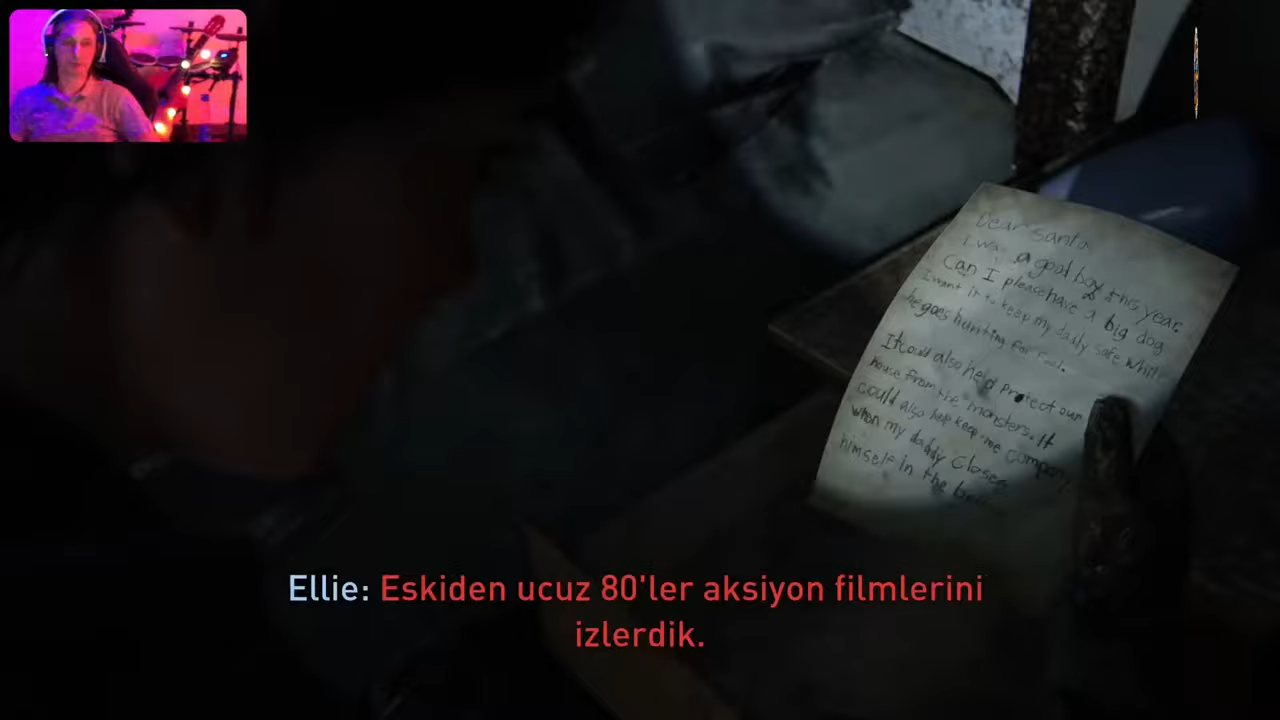 Dear Santa
I was a goal boy this year.
Can I please have a big dog
I want it to keep my daddy safe while
he goes hunting for
It could also held protect our
house from the monsters. It
could also help keep me company
when my daddy closes
himself in the
Ellie: Eskiden ucuz 80'ler aksiyon filmlerini
izlerdik.